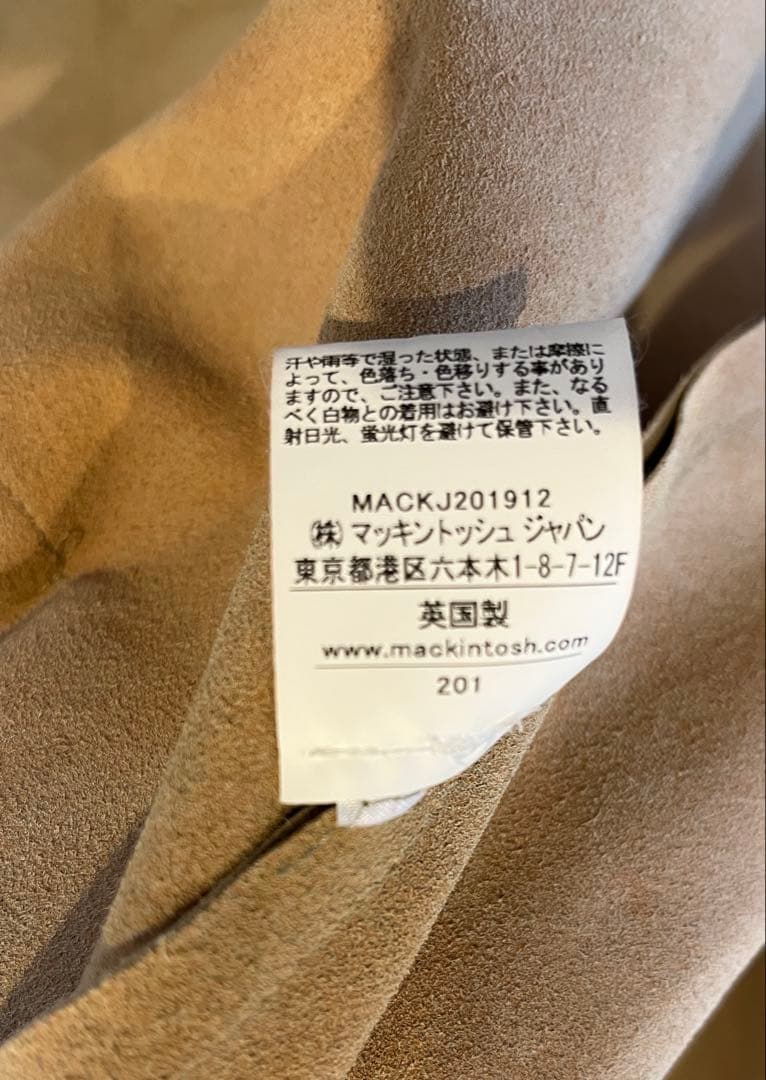 汗や雨等で湿った状態、または摩擦に
よって、色落ち・色移りする事があり
ますので、ご注意下さい。また、なる
べく白物との着用はお避け下さい。直
射日光、蛍光灯を避けて保管下さい。
MACKJ201912
㈱ マッキントッシュ ジャパン
東京都港区六本木1-8-7-12F
英国製
www.mackintosh.com
201